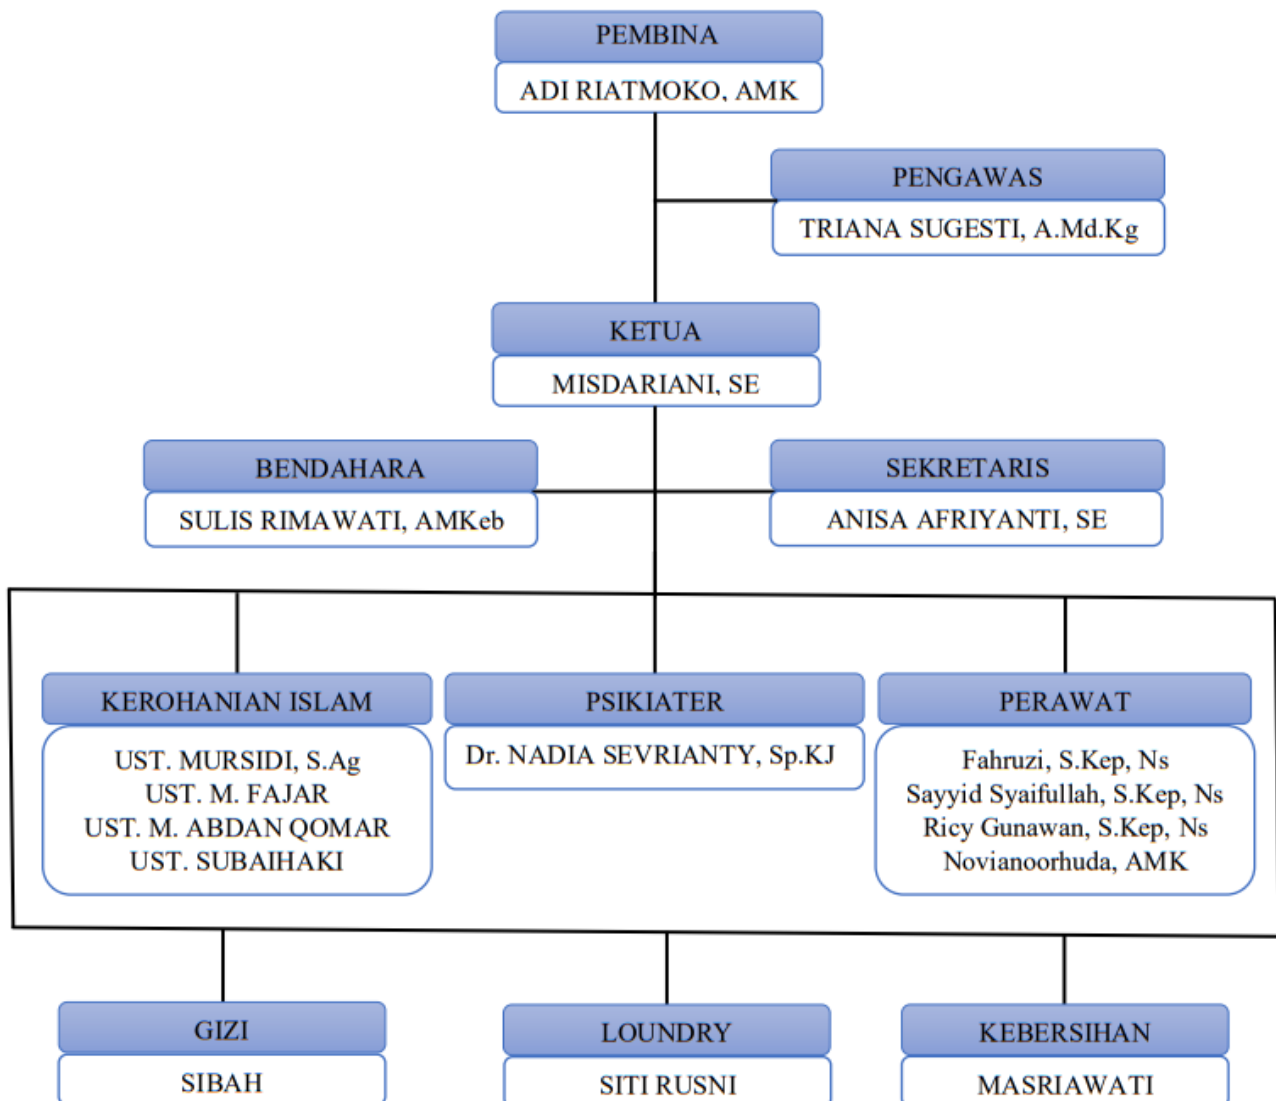 PEMBINA
ADI RIATMOKO, AMK
PENGAWAS
TRIANA SUGESTI, A.Md.Kg
KETUA
MISDARIANI, SE
BENDAHARA
SULIS RIMAWATI, AMKeb
SEKRETARIS
ANISA AFRIYANTI, SE
KEROHANIAN ISLAM
UST. MURSIDI, S.Ag
UST. M. FAJAR
UST. M. ABDAN QOMAR
UST. SUBAIHAKI
PSIKIATER
Dr. NADIA SEVRIANTY, Sp.KJ
PERAWAT
Fahruzi, S.Kep, Ns
Sayyid Syaifullah, S.Kep, Ns
Ricy Gunawan, S.Kep, Ns
Novianoorhuda, AMK
GIZI
SIBAH
LOUNDRY
SITI RUSNI
KEBERSIHAN
MASRIAWATI